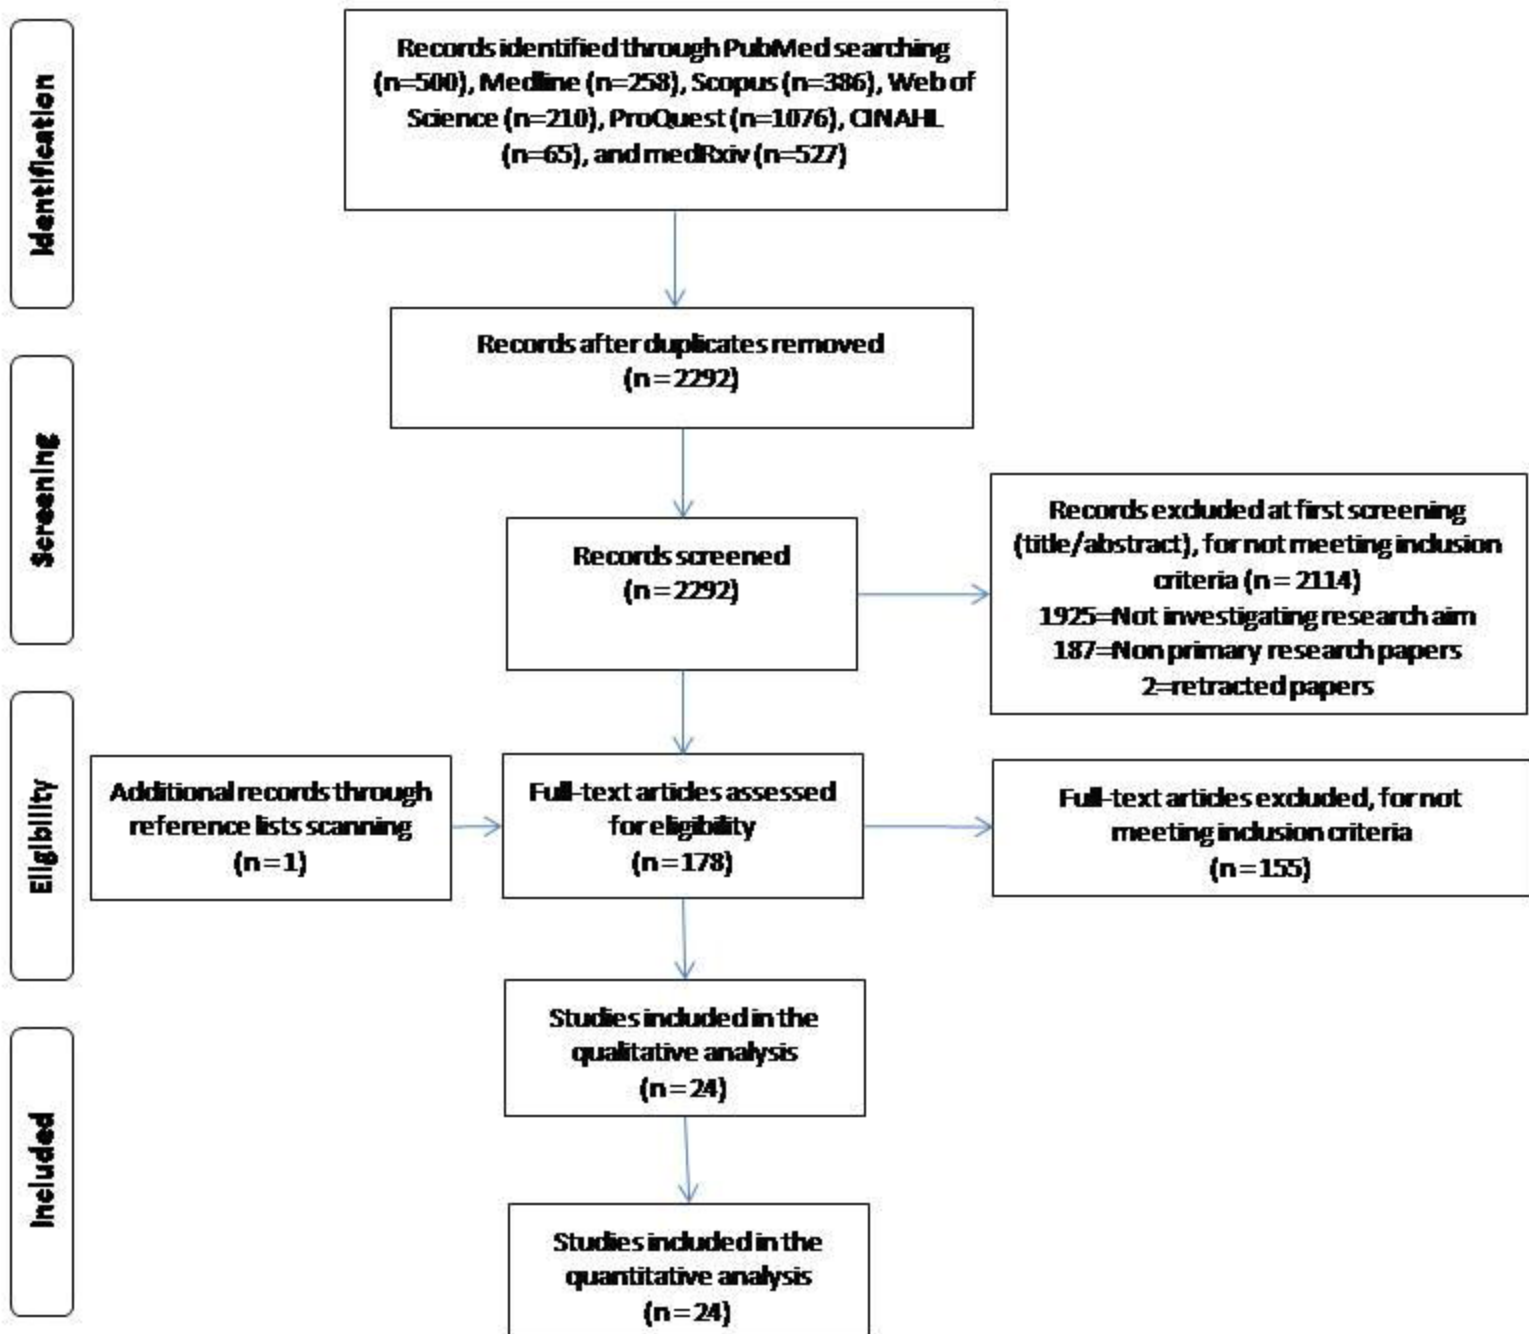 Identification
Records identified through PubMed searching
(n=500), Medline (n=258), Scopus (n=386), Web of
Science (n=210), ProQuest (n=1076), CINAHL
(n=65), and medRxiv (n=527)
Records after duplicates removed
(n = 2292)
Screening
Records screened
(n = 2292)
Records excluded at first screening
(title/abstract), for not meeting inclusion
criteria (n = 2114)
1925=Not investigating research aim
187=Non primary research papers
2=retracted papers
Eligibility
Additional records through
reference lists scanning
(n = 1)
Full-text articles assessed
for eligibility
(n = 178)
Full-text articles excluded, for not
meeting inclusion criteria
(n = 155)
Included
Studies included in the
qualitative analysis
(n = 24)
Studies included in the
quantitative analysis
(n = 24)